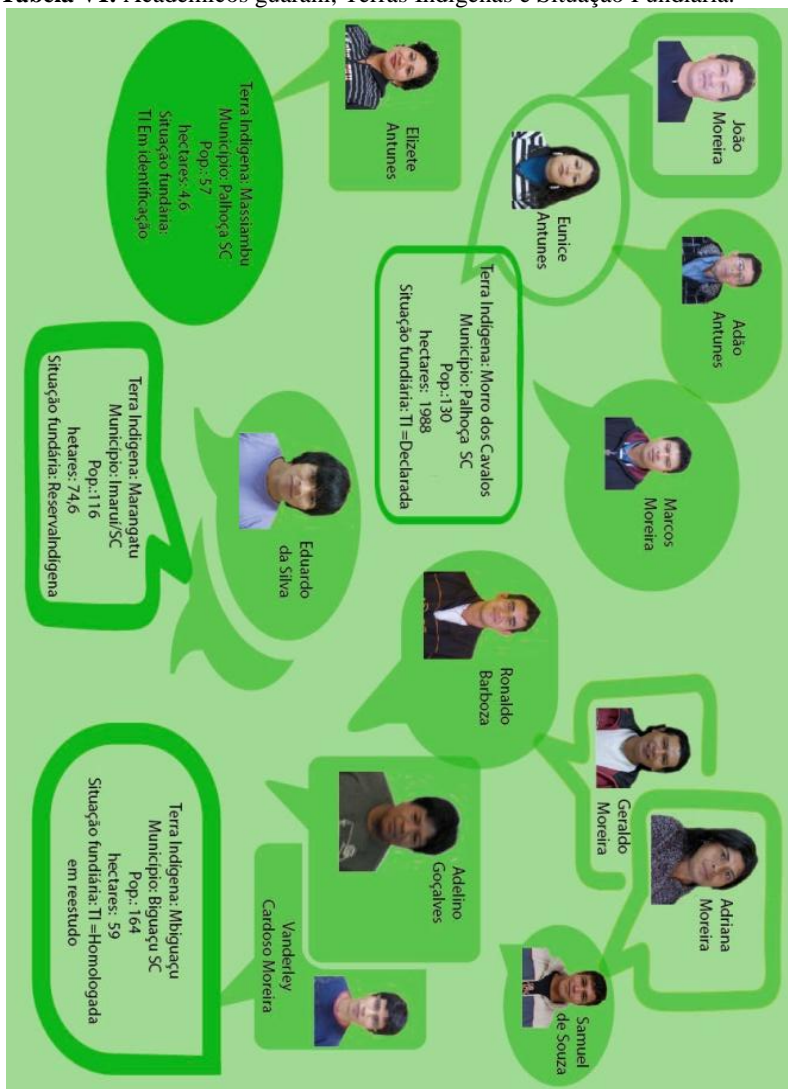 Tabela VI: Acadêmicos guarani, Terras Indígenas e Situação Fundiária.
João
Moreira
Adão
Antunes
Marcos
Moreira
Geraldo
Moreira
Adriana
Moreira
Samuel
de Souza
Eunice
Antunes
Elizete
Antunes
Terra Indígena: Morro dos Cavalos
Município: Palhoça SC
Pop.:130
hectares: 1988
Situação fundiária: TI =Declarada
Ronaldo
Barboza
Adelino
Goçalves
Vanderley
Cardoso Moreira
Eduardo
da Silva
Terra Indígena: Massiambu
Município: Palhoça SC
Pop.: 57
hectares: 4,6
Situação fundária:
TI Em identificação
Terra Indígena: Marangatu
Município: Imaruí/SC
Pop.:116
hetares: 74,6
Situação fundária: ReservaIndígena
Terra Indígena: Mbiguaçu
Município: Biguaçu SC
Pop.: 164
hectares: 59
Situação fundiária: TI =Homologada
em reestudo